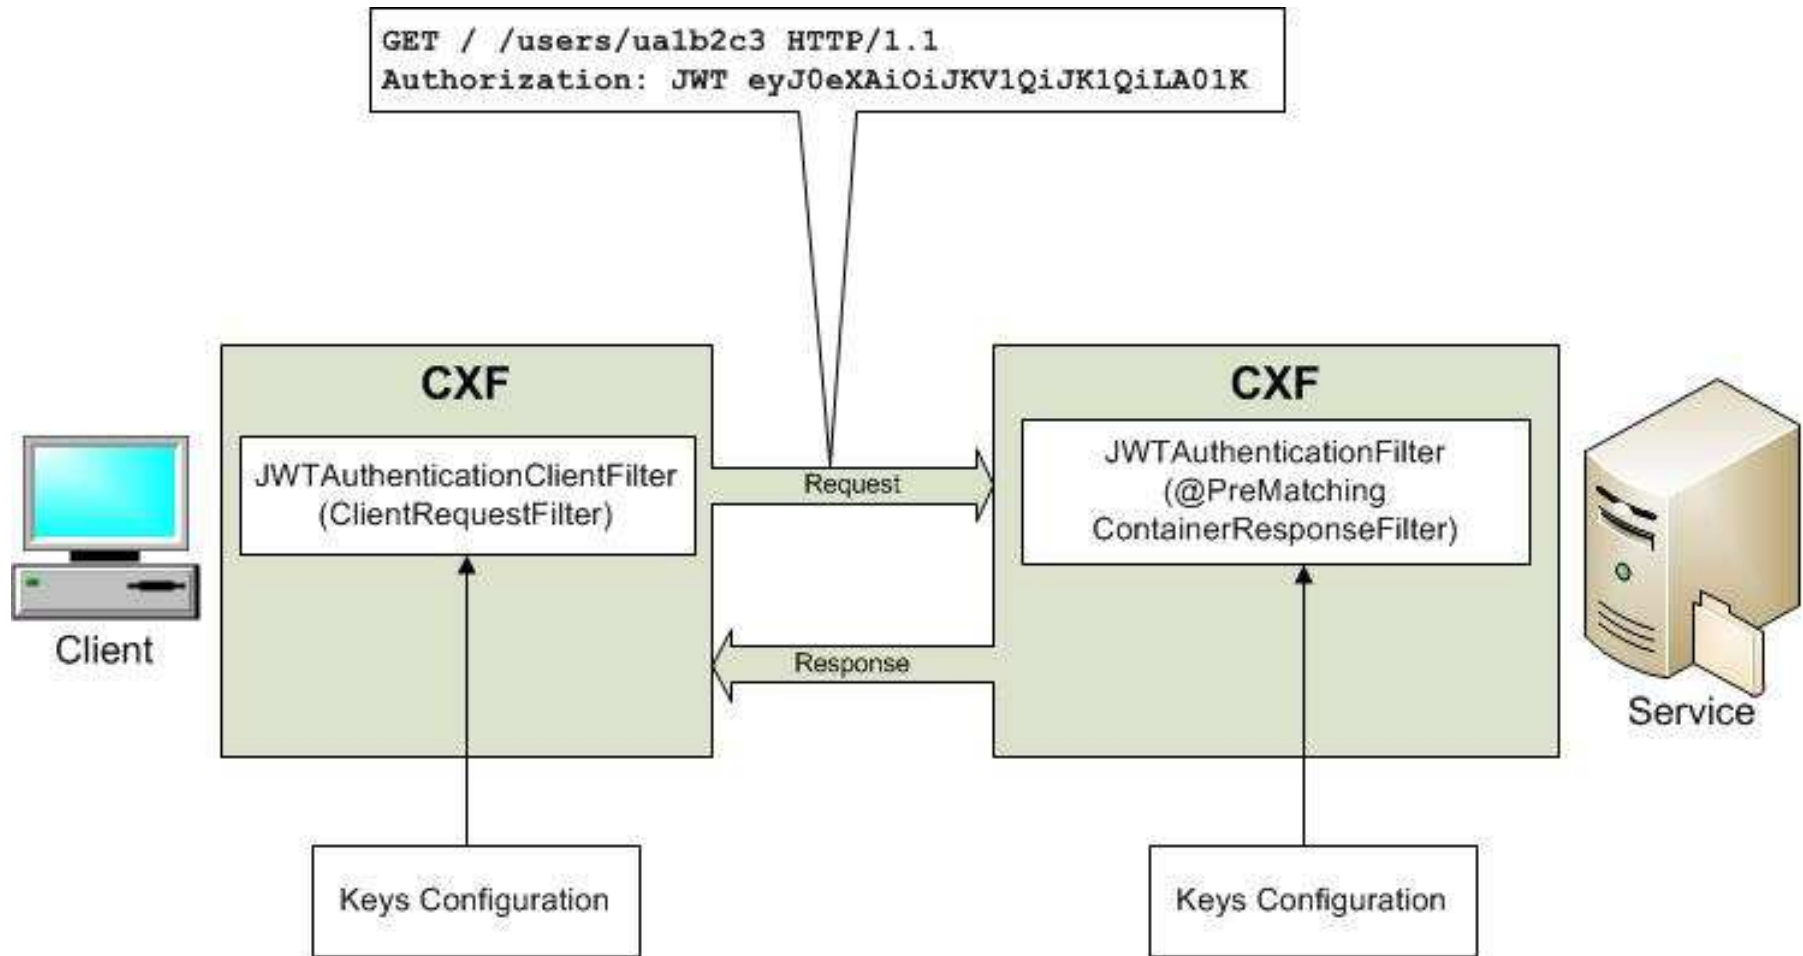 GET / /users/ua1b2c3 HTTP/1.1
Authorization: JWT eyJ0eXAiOiJKV1QiJK1QiLA01K
CXF
JWTAuthenticationClientFilter
(ClientRequestFilter)
Client
Request
Response
CXF
JWTAuthenticationFilter
(@PreMatching
ContainerResponseFilter)
Service
Keys Configuration
Keys Configuration